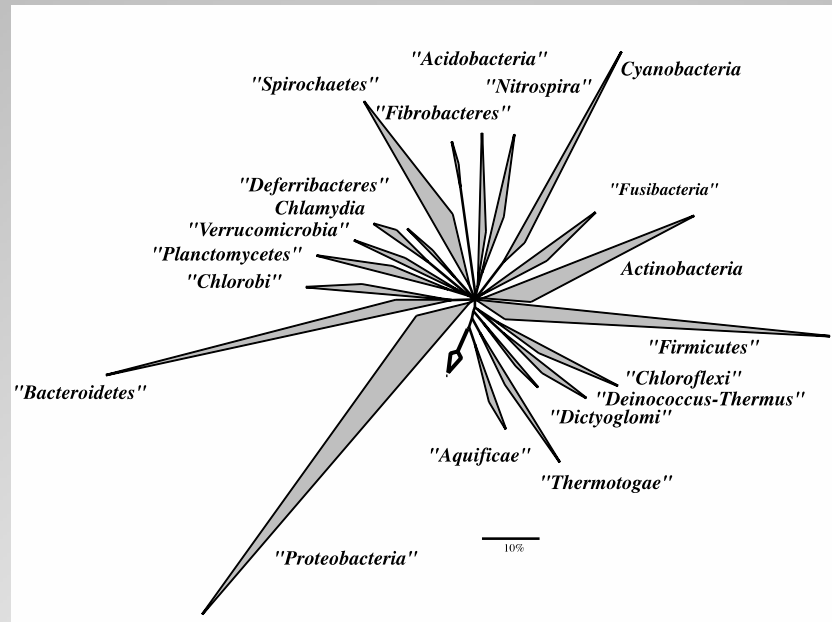 "Acidobacteria"
Cyanobacteria
"Spirochaetes"
"Nitrospira"
"Fibrobacteres"
"Deferribacteres"
"Fusibacteria"
Chlamydia
"Verrucomicrobia"
"Planctomycetes"
Actinobacteria
"Chlorobi"
"Firmicutes"
"Chloroflexi"
"Bacteroidetes"
"Deinococcus-Thermus"
"Dictyoglomi"
"Aquificae"
"Thermotogae"
10%
"Proteobacteria"